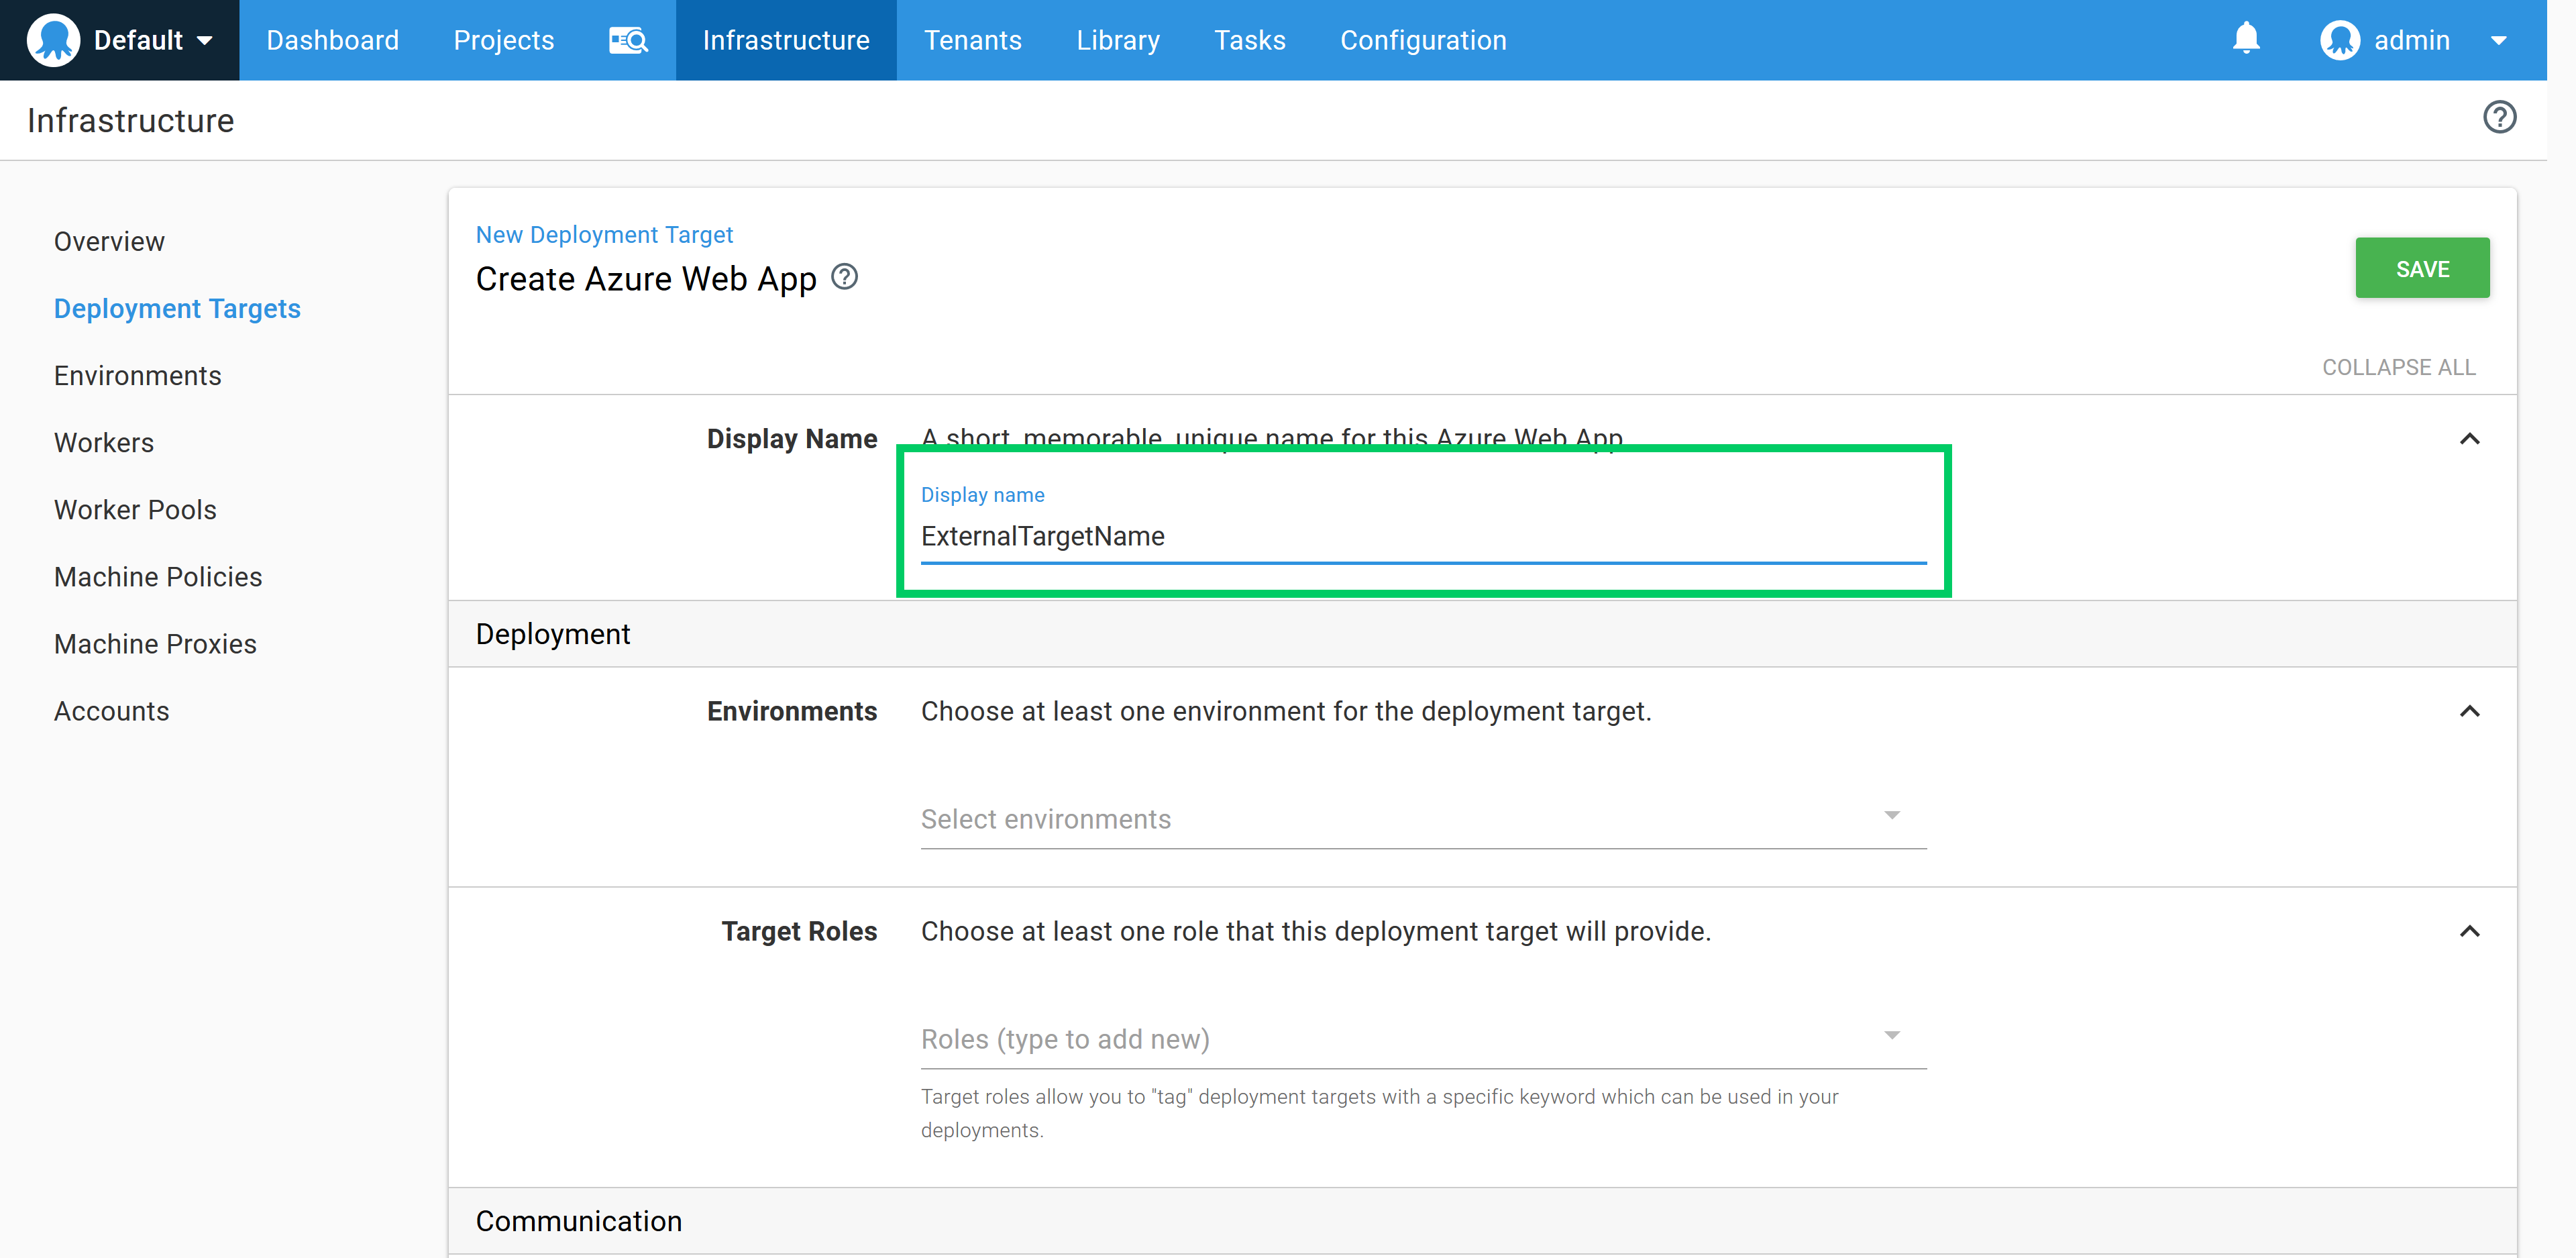 Default
Dashboard
Projects
Infrastructure
Tenants
Library
Tasks
Configuration
admin
Infrastructure
Overview
Deployment Targets
Environments
Workers
Worker Pools
Machine Policies
Machine Proxies
Accounts
New Deployment Target
Create Azure Web App
SAVE
COLLAPSE ALL
Display Name
A short, memorable, unique name for this Azure Web App
Display name
ExternalTargetName
Deployment
Environments
Choose at least one environment for the deployment target.
Select environments
Target Roles
Choose at least one role that this deployment target will provide.
Roles (type to add new)
Target roles allow you to "tag" deployment targets with a specific keyword which can be used in your
deployments.
Communication